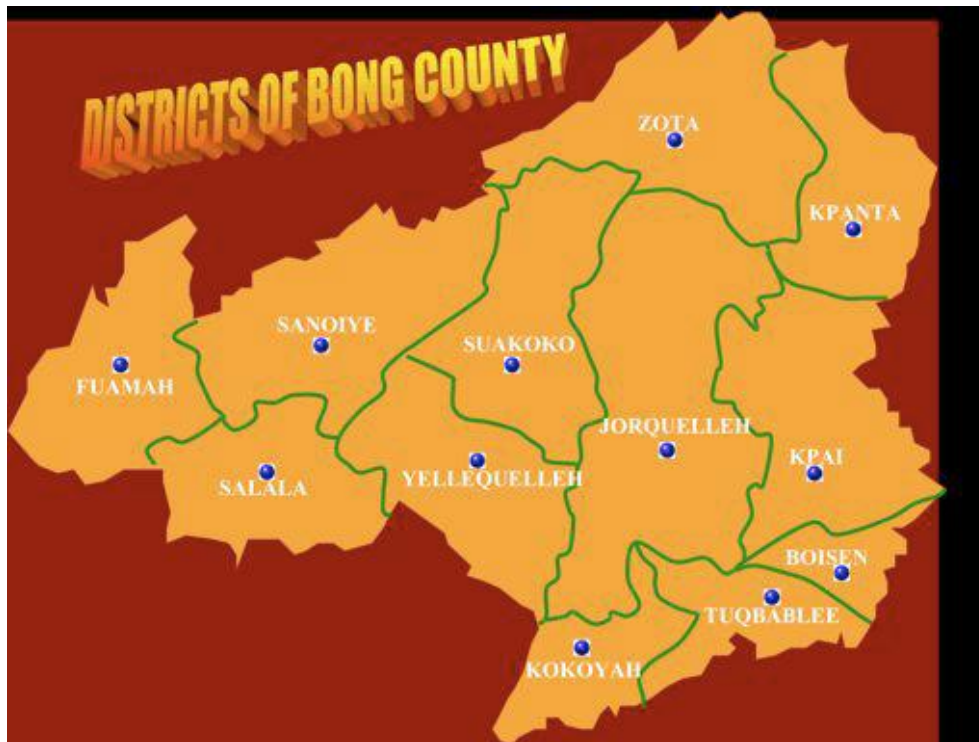 DISTRICTS OF BONG COUNTY
ZOTA
KPANTA
SANOIYE
SUAKOKO
FUAMAH
JORQUELLEH
KPAI
YELLEQUELLEH
SALALA
BOISEN
TUQBABLEE
KOKOYAH